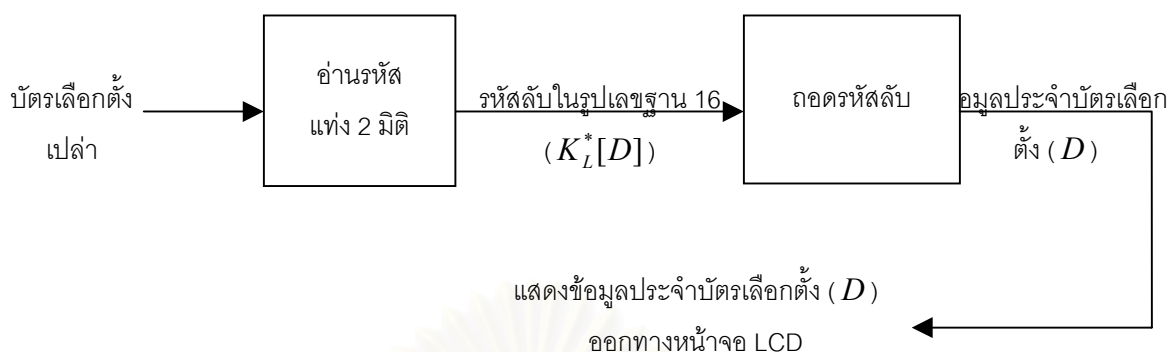 บัตรเลือกตั้ง
เปล่า
อ่านรหัส
แท่ง 2 มิติ
รหัสลับในรูปเลขฐาน 16
(K_L^*[D])
ถอดรหัสลับ
อมูลประจำบัตรเลือก
ตั้ง (D)
แสดงข้อมูลประจำบัตรเลือกตั้ง (D)
ออกทางหน้าจอ LCD